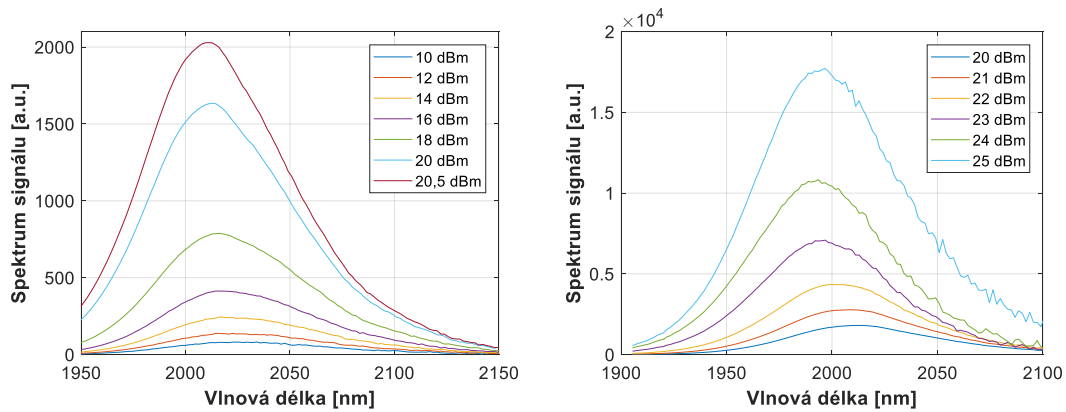 2000
1500
1000
500
0
1950
2000
2050
2100
2150
Spektrum signálu [a.u.]
Vlnová délka [nm]
10 dBm
12 dBm
14 dBm
16 dBm
18 dBm
20 dBm
20,5 dBm
×10⁴
2
1.5
1
0.5
0
1900
1950
2000
2050
2100
Spektrum signálu [a.u.]
Vlnová délka [nm]
20 dBm
21 dBm
22 dBm
23 dBm
24 dBm
25 dBm